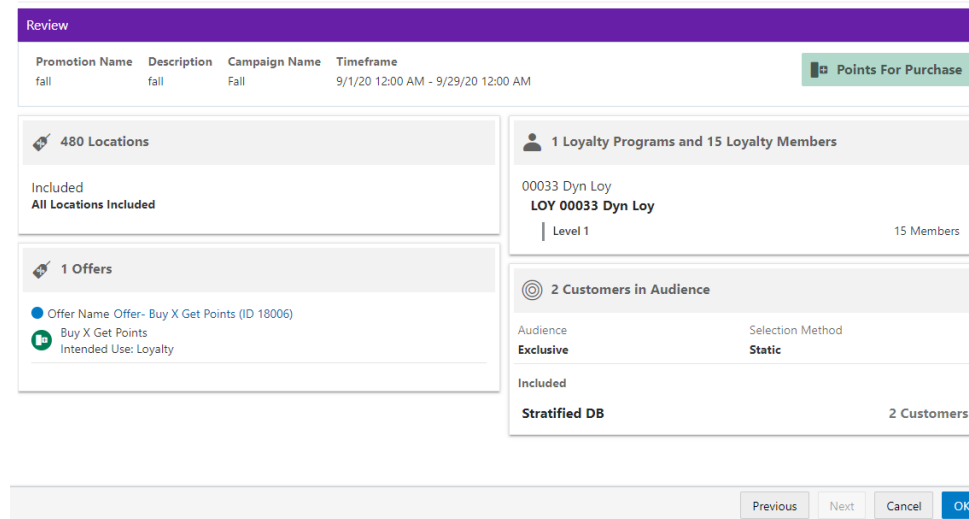 Review
Promotion Name Description Campaign Name Timeframe
fall fall Fall 9/1/20 12:00 AM - 9/29/20 12:00 AM
Points For Purchase
480 Locations
Included
All Locations Included
1 Offers
Offer Name Offer- Buy X Get Points (ID 18006)
Buy X Get Points
Intended Use: Loyalty
1 Loyalty Programs and 15 Loyalty Members
00033 Dyn Loy
LOY 00033 Dyn Loy
Level 1 15 Members
2 Customers in Audience
Audience Selection Method
Exclusive Static
Included
Stratified DB 2 Customers
Previous Next Cancel OK